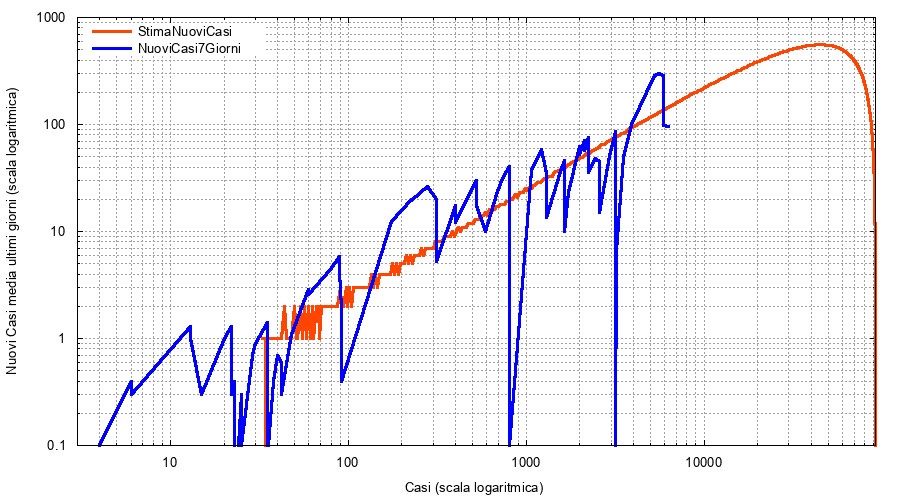 1000
100
10
1
0.1
10
100
1000
10000
StimaNuoviCasi
NuoviCasi7Giorni
Nuovi Casi media ultimi giorni (scala logaritmica)
Casi (scala logaritmica)